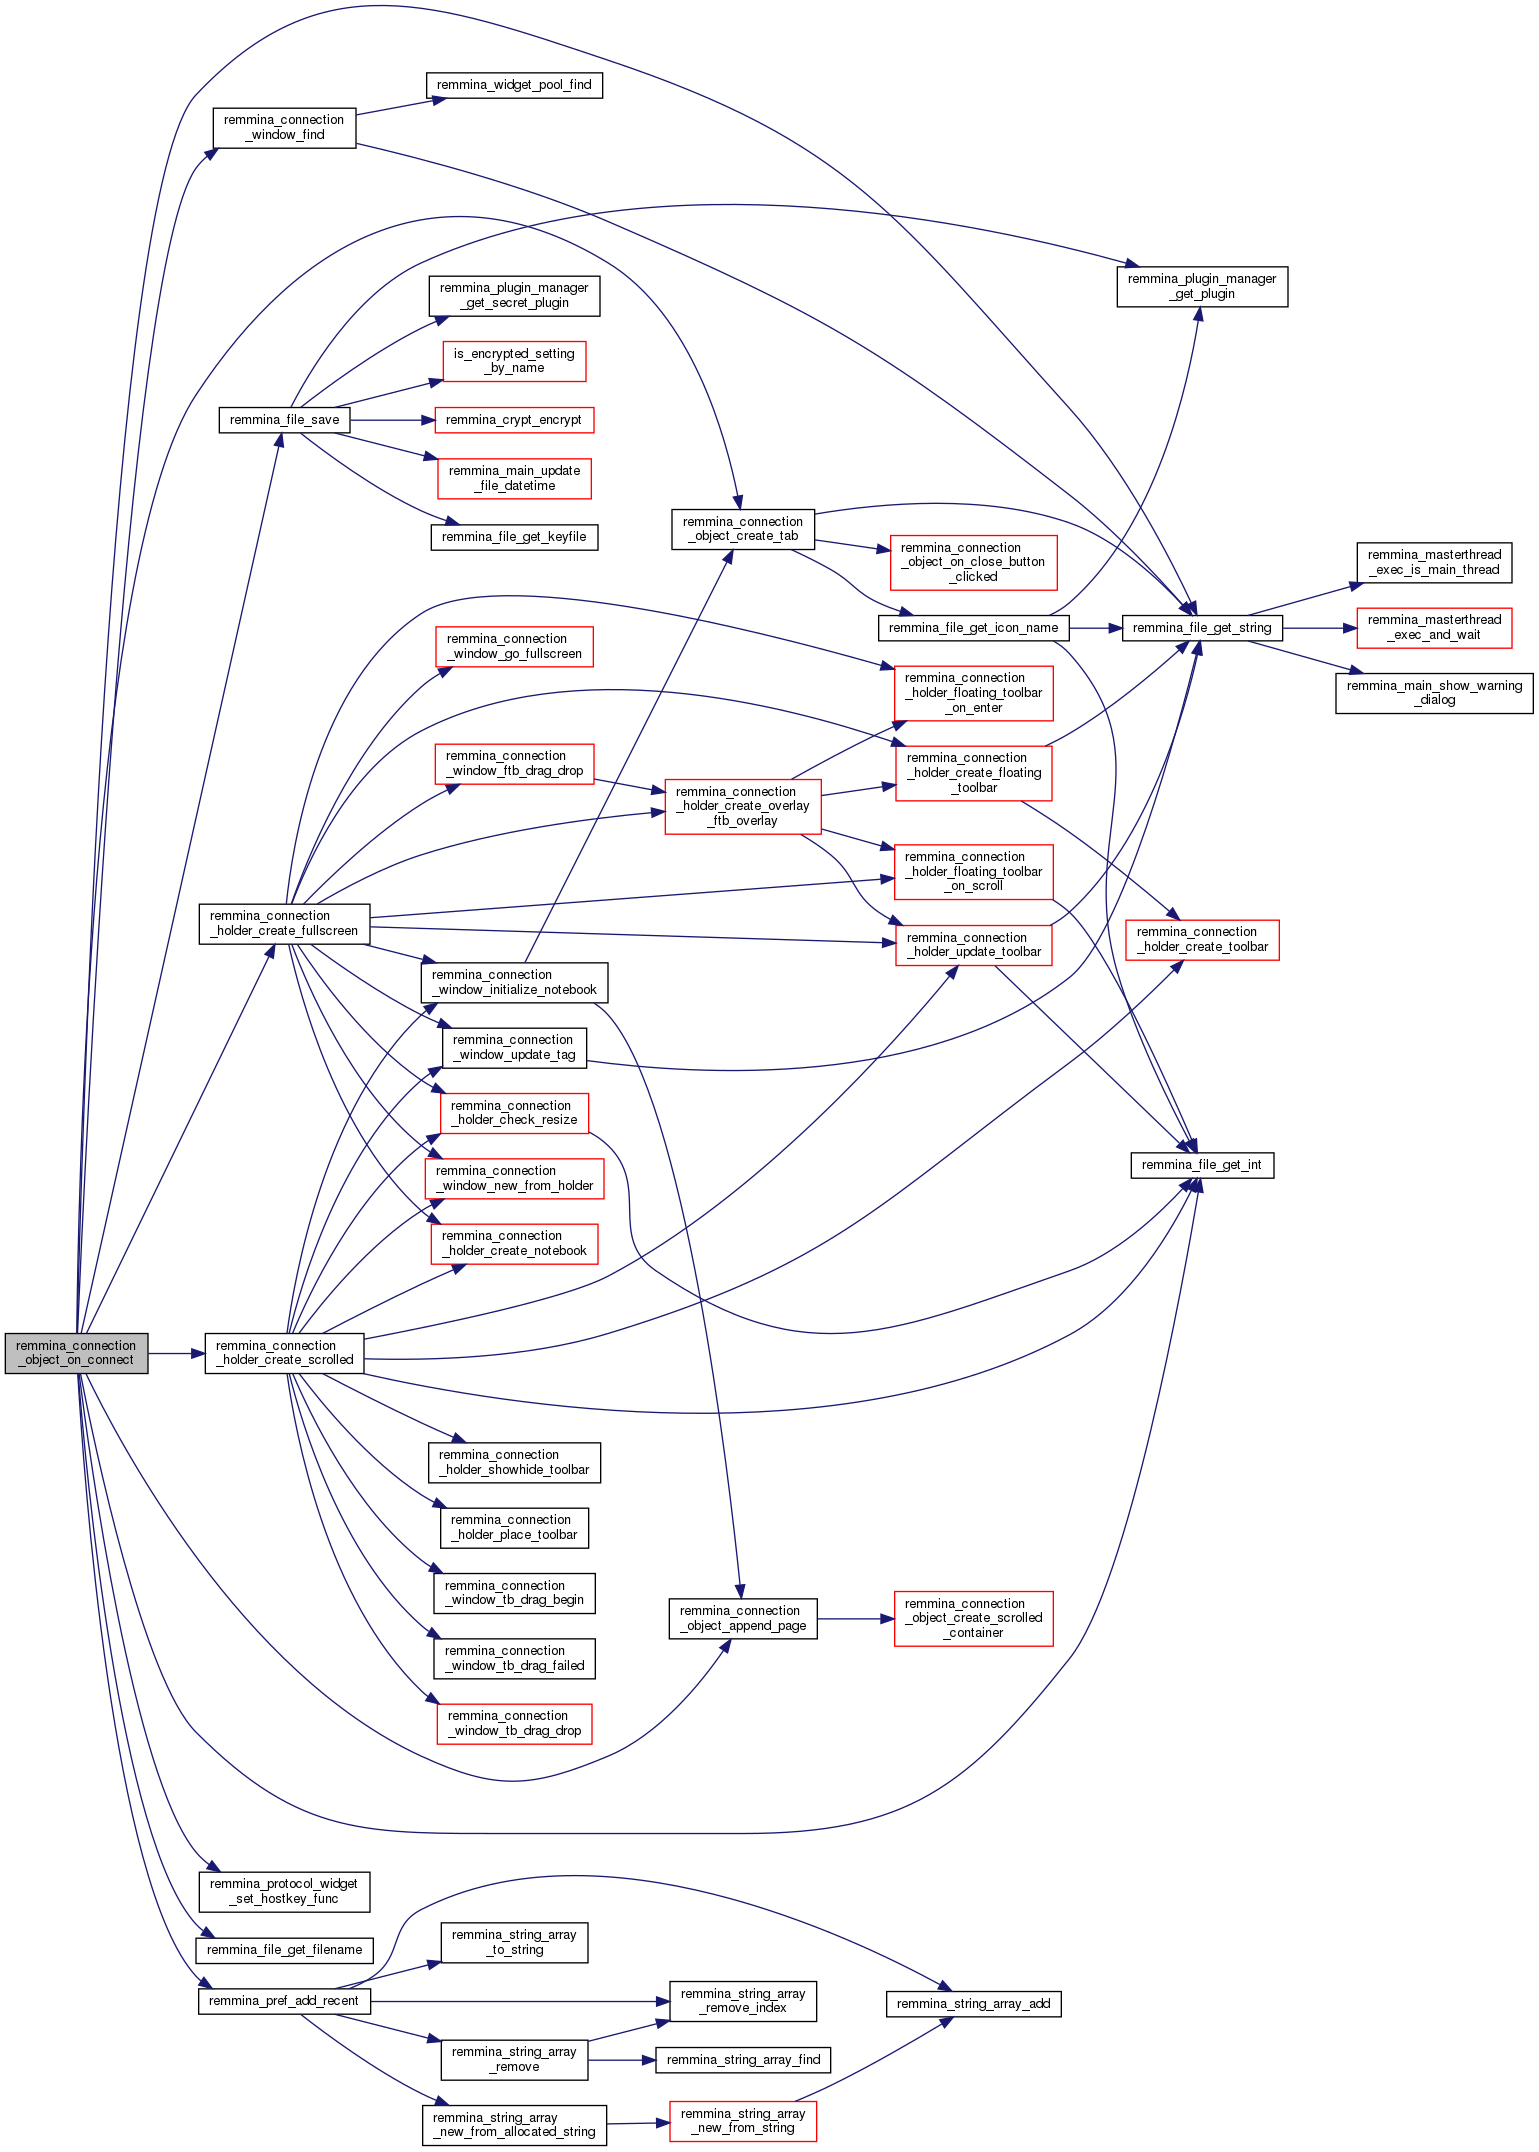 remmina_widget_pool_find
remmina_connection
_window_find
remmina_plugin_manager
_get_plugin
remmina_plugin_manager
_get_secret_plugin
is_encrypted_setting
_by_name
remmina_file_save
remmina_crypt_encrypt
remmina_main_update
_file_datetime
remmina_file_get_keyfile
remmina_connection
_object_create_tab
remmina_connection
_object_on_close_button
_clicked
remmina_masterthread
_exec_is_main_thread
remmina_file_get_icon_name
remmina_file_get_string
remmina_masterthread
_exec_and_wait
remmina_main_show_warning
_dialog
remmina_connection
_window_go_fullscreen
remmina_connection
_holder_floating_toolbar
_on_enter
remmina_connection
_window_ftb_drag_drop
remmina_connection
_holder_create_floating
_toolbar
remmina_connection
_holder_create_overlay
_ftb_overlay
remmina_connection
_holder_floating_toolbar
_on_scroll
remmina_connection
_holder_create_fullscreen
remmina_connection
_holder_update_toolbar
remmina_connection
_holder_create_toolbar
remmina_connection
_window_initialize_notebook
remmina_connection
_window_update_tag
remmina_connection
_holder_check_resize
remmina_connection
_window_new_from_holder
remmina_file_get_int
remmina_connection
_holder_create_notebook
remmina_connection
_object_on_connect
remmina_connection
_holder_create_scrolled
remmina_connection
_holder_showhide_toolbar
remmina_connection
_holder_place_toolbar
remmina_connection
_window_tb_drag_begin
remmina_connection
_object_append_page
remmina_connection
_object_create_scrolled
_container
remmina_connection
_window_tb_drag_failed
remmina_connection
_window_tb_drag_drop
remmina_protocol_widget
_set_hostkey_func
remmina_file_get_filename
remmina_string_array
_to_string
remmina_pref_add_recent
remmina_string_array
_remove_index
remmina_string_array_add
remmina_string_array
_remove
remmina_string_array_find
remmina_string_array
_new_from_allocated_string
remmina_string_array
_new_from_string